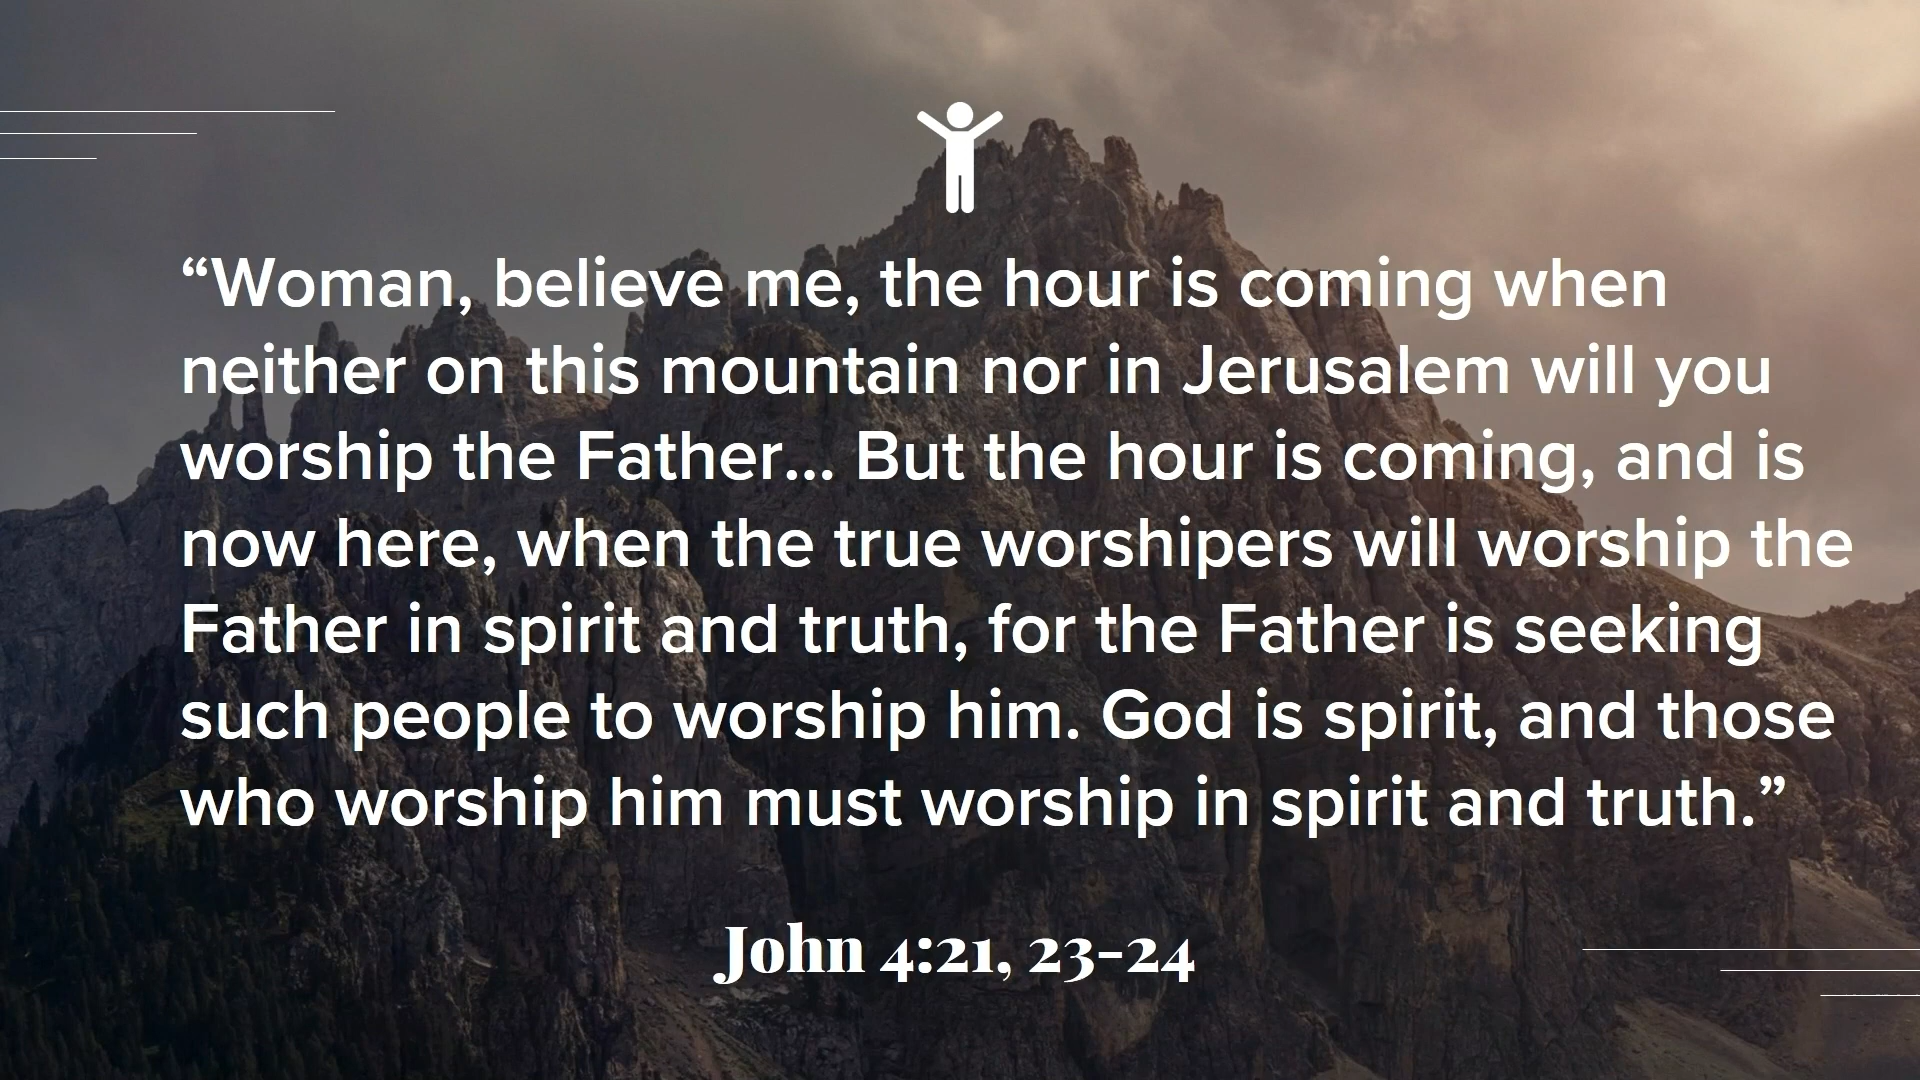 “Woman, believe me, the hour is coming when
neither on this mountain nor in Jerusalem will you
worship the Father... But the hour is coming, and is
now here, when the true worshipers will worship the
Father in spirit and truth, for the Father is seeking
such people to worship him. God is spirit, and those
who worship him must worship in spirit and truth.”
John 4:21, 23-24